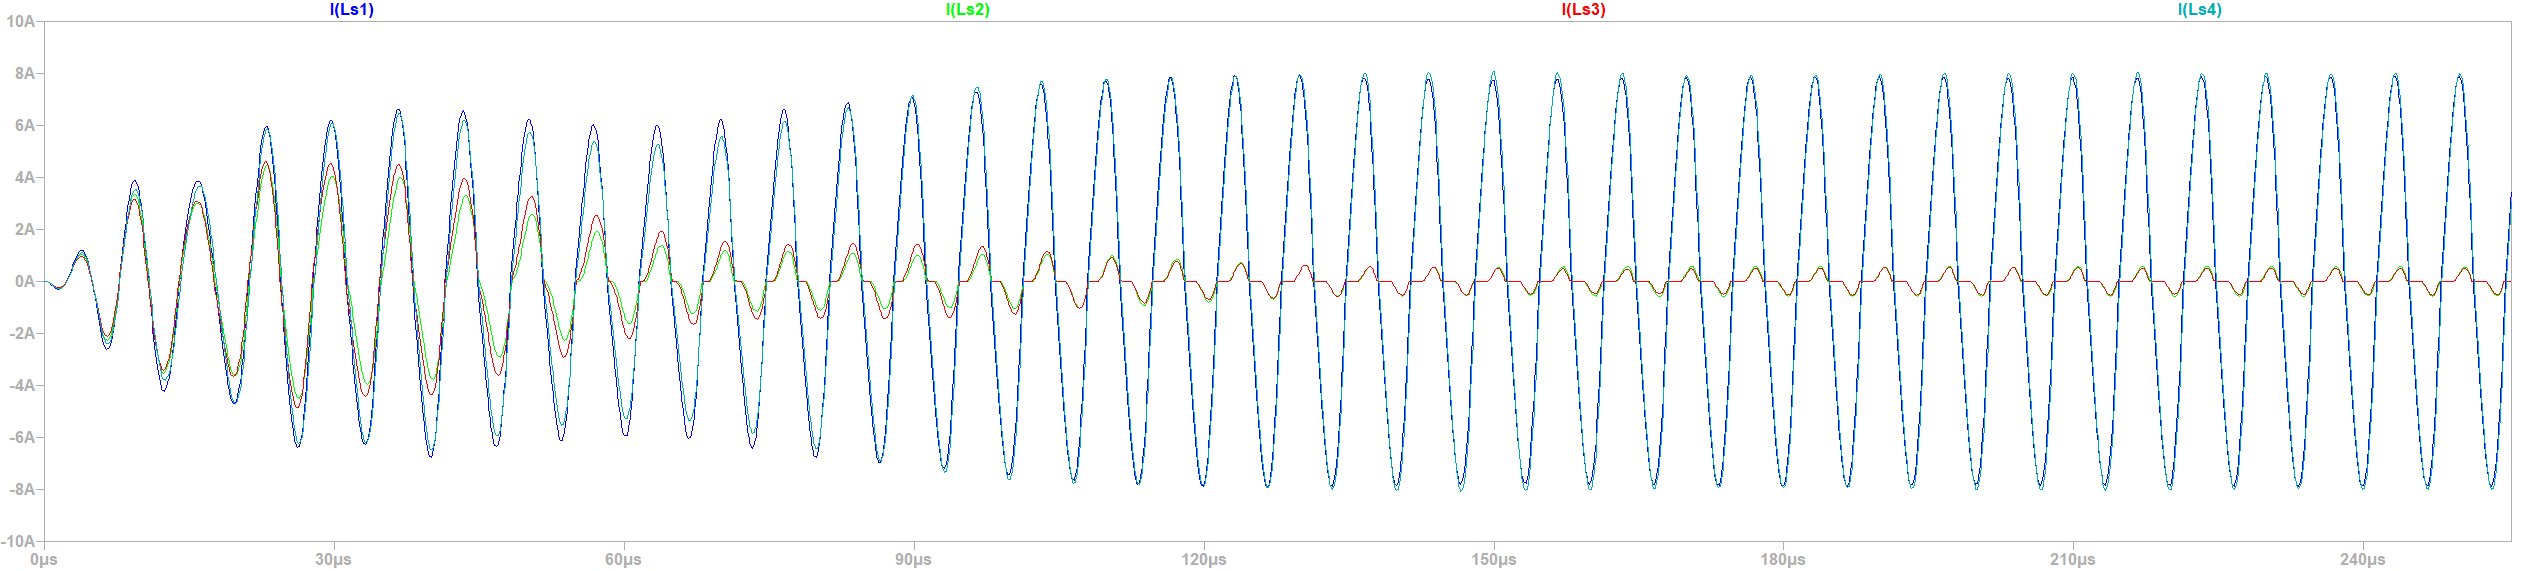 I(Ls1) I(Ls2) I(Ls3) I(Ls4)
10A
8A
6A
4A
2A
0A
-2A
-4A
-6A
-8A
-10A
0µs 30µs 60µs 90µs 120µs 150µs 180µs 210µs 240µs